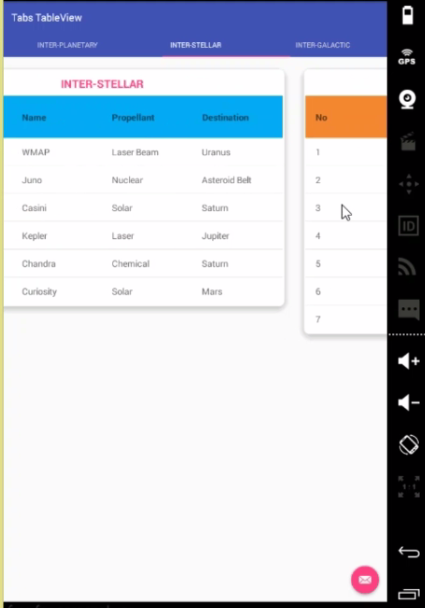 Tabs TableView
INTER-PLANETARY INTER-STELLAR INTER-GALACTIC
INTER-STELLAR
Name Propellant Destination No
WMAP Laser Beam Uranus 1
Juno Nuclear Asteroid Belt 2
Casini Solar Saturn 3
Kepler Laser Jupiter 4
Chandra Chemical Saturn 5
Curiosity Solar Mars 6
7
GPS
ID
1:1